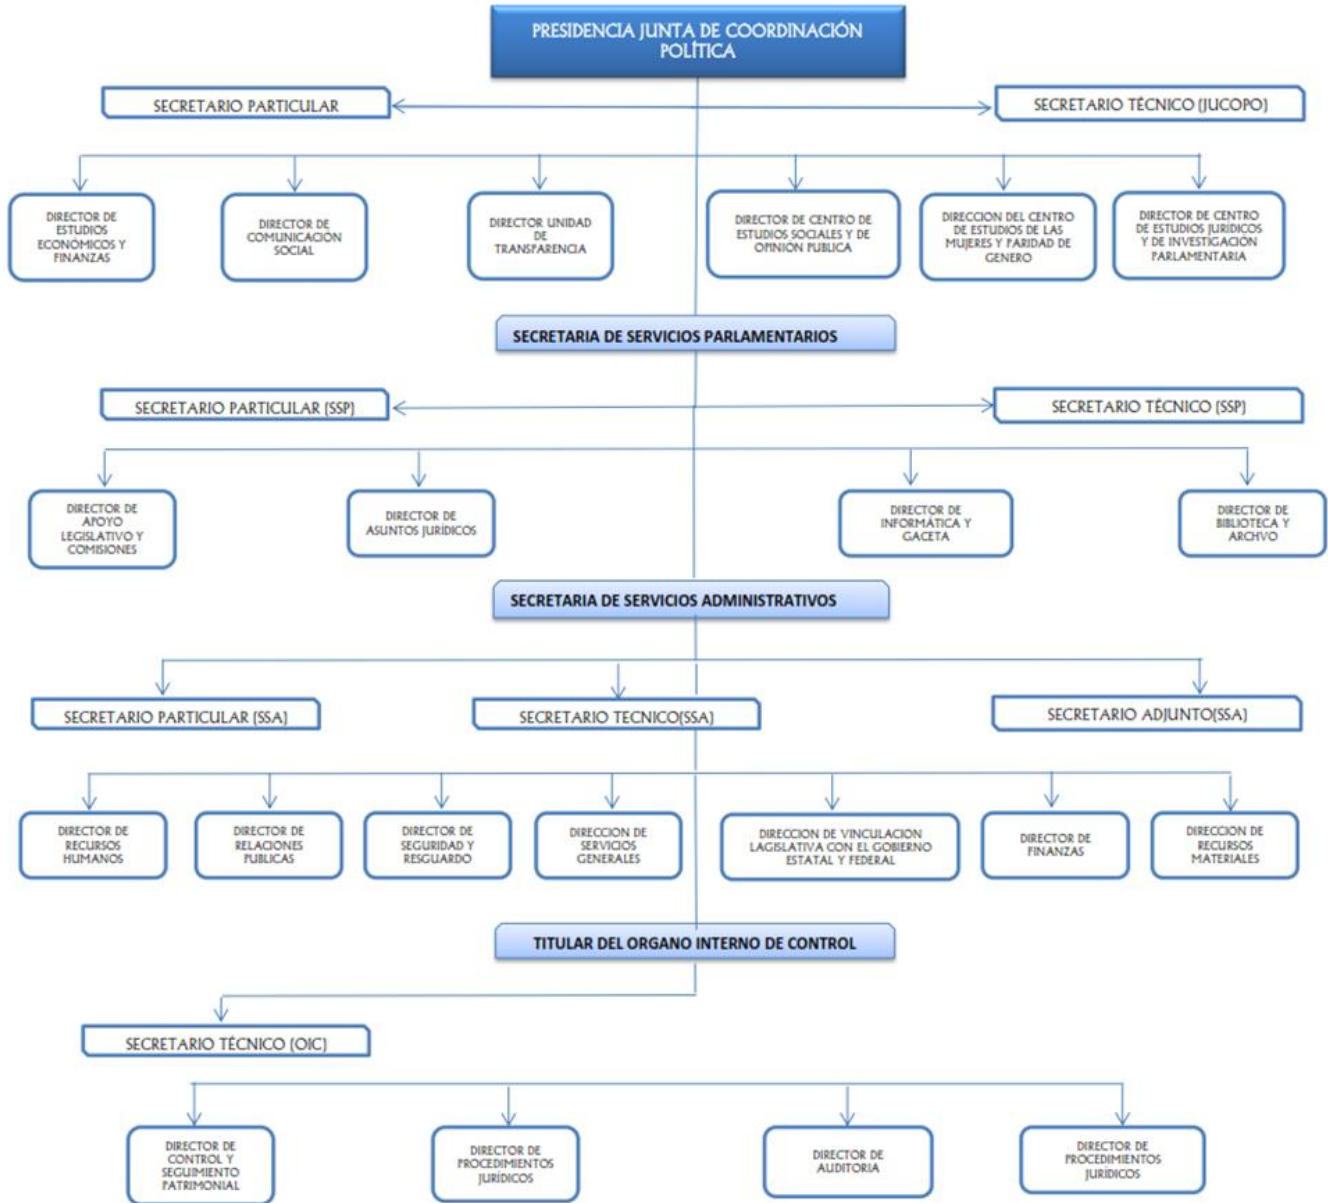 PRESIDENCIA JUNTA DE COORDINACIÓN
POLÍTICA
SECRETARIO PARTICULAR
SECRETARIO TÉCNICO (JUCOPO)
DIRECTOR DE
ESTUDIOS
ECONÓMICOS Y
FINANZAS
DIRECTOR DE
COMUNICACIÓN
SOCIAL
DIRECTOR UNIDAD
DE
TRANSPARENCIA
DIRECTOR DE CENTRO DE
ESTUDIOS SOCIALES Y DE
OPINIÓN PUBLICA
DIRECCION DEL CENTRO
DE ESTUDIOS DE LAS
MUJERES Y PARIDAD DE
GENERO
DIRECTOR DE CENTRO
DE ESTUDIOS JURÍDICOS
Y DE INVESTIGACIÓN
PARLAMENTARIA
SECRETARIA DE SERVICIOS PARLAMENTARIOS
SECRETARIO PARTICULAR (SSP)
SECRETARIO TÉCNICO (SSP)
DIRECTOR DE
APOYO
LEGISLATIVO Y
COMISIONES
DIRECTOR DE
ASUNTOS JURÍDICOS
DIRECTOR DE
INFORMÁTICA Y
GACETA
DIRECTOR DE
BIBLIOTECA Y
ARCHVO
SECRETARIA DE SERVICIOS ADMINISTRATIVOS
SECRETARIO PARTICULAR (SSA)
SECRETARIO TECNICO(SSA)
SECRETARIO ADJUNTO(SSA)
DIRECTOR DE
RECURSOS
HUMANOS
DIRECTOR DE
RELACIONES
PUBLICAS
DIRECTOR DE
SEGURIDAD Y
RESGUARDO
DIRECCION DE
SERVICIOS
GENERALES
DIRECCION DE VINCULACION
LAGISLATIVA CON EL GOBIERNO
ESTATAL Y FEDERAL
DIRECTOR DE
FINANZAS
DIRECCION DE
RECURSOS
MATERIALES
TITULAR DEL ORGANO INTERNO DE CONTROL
SECRETARIO TÉCNICO (OIC)
DIRECTOR DE
CONTROL Y
SEGUIMIENTO
PATRIMONIAL
DIRECTOR DE
PROCEDIMIENTOS
JURÍDICOS
DIRECTOR DE
AUDITORIA
DIRECTOR DE
PROCEDIMIENTOS
JURÍDICOS